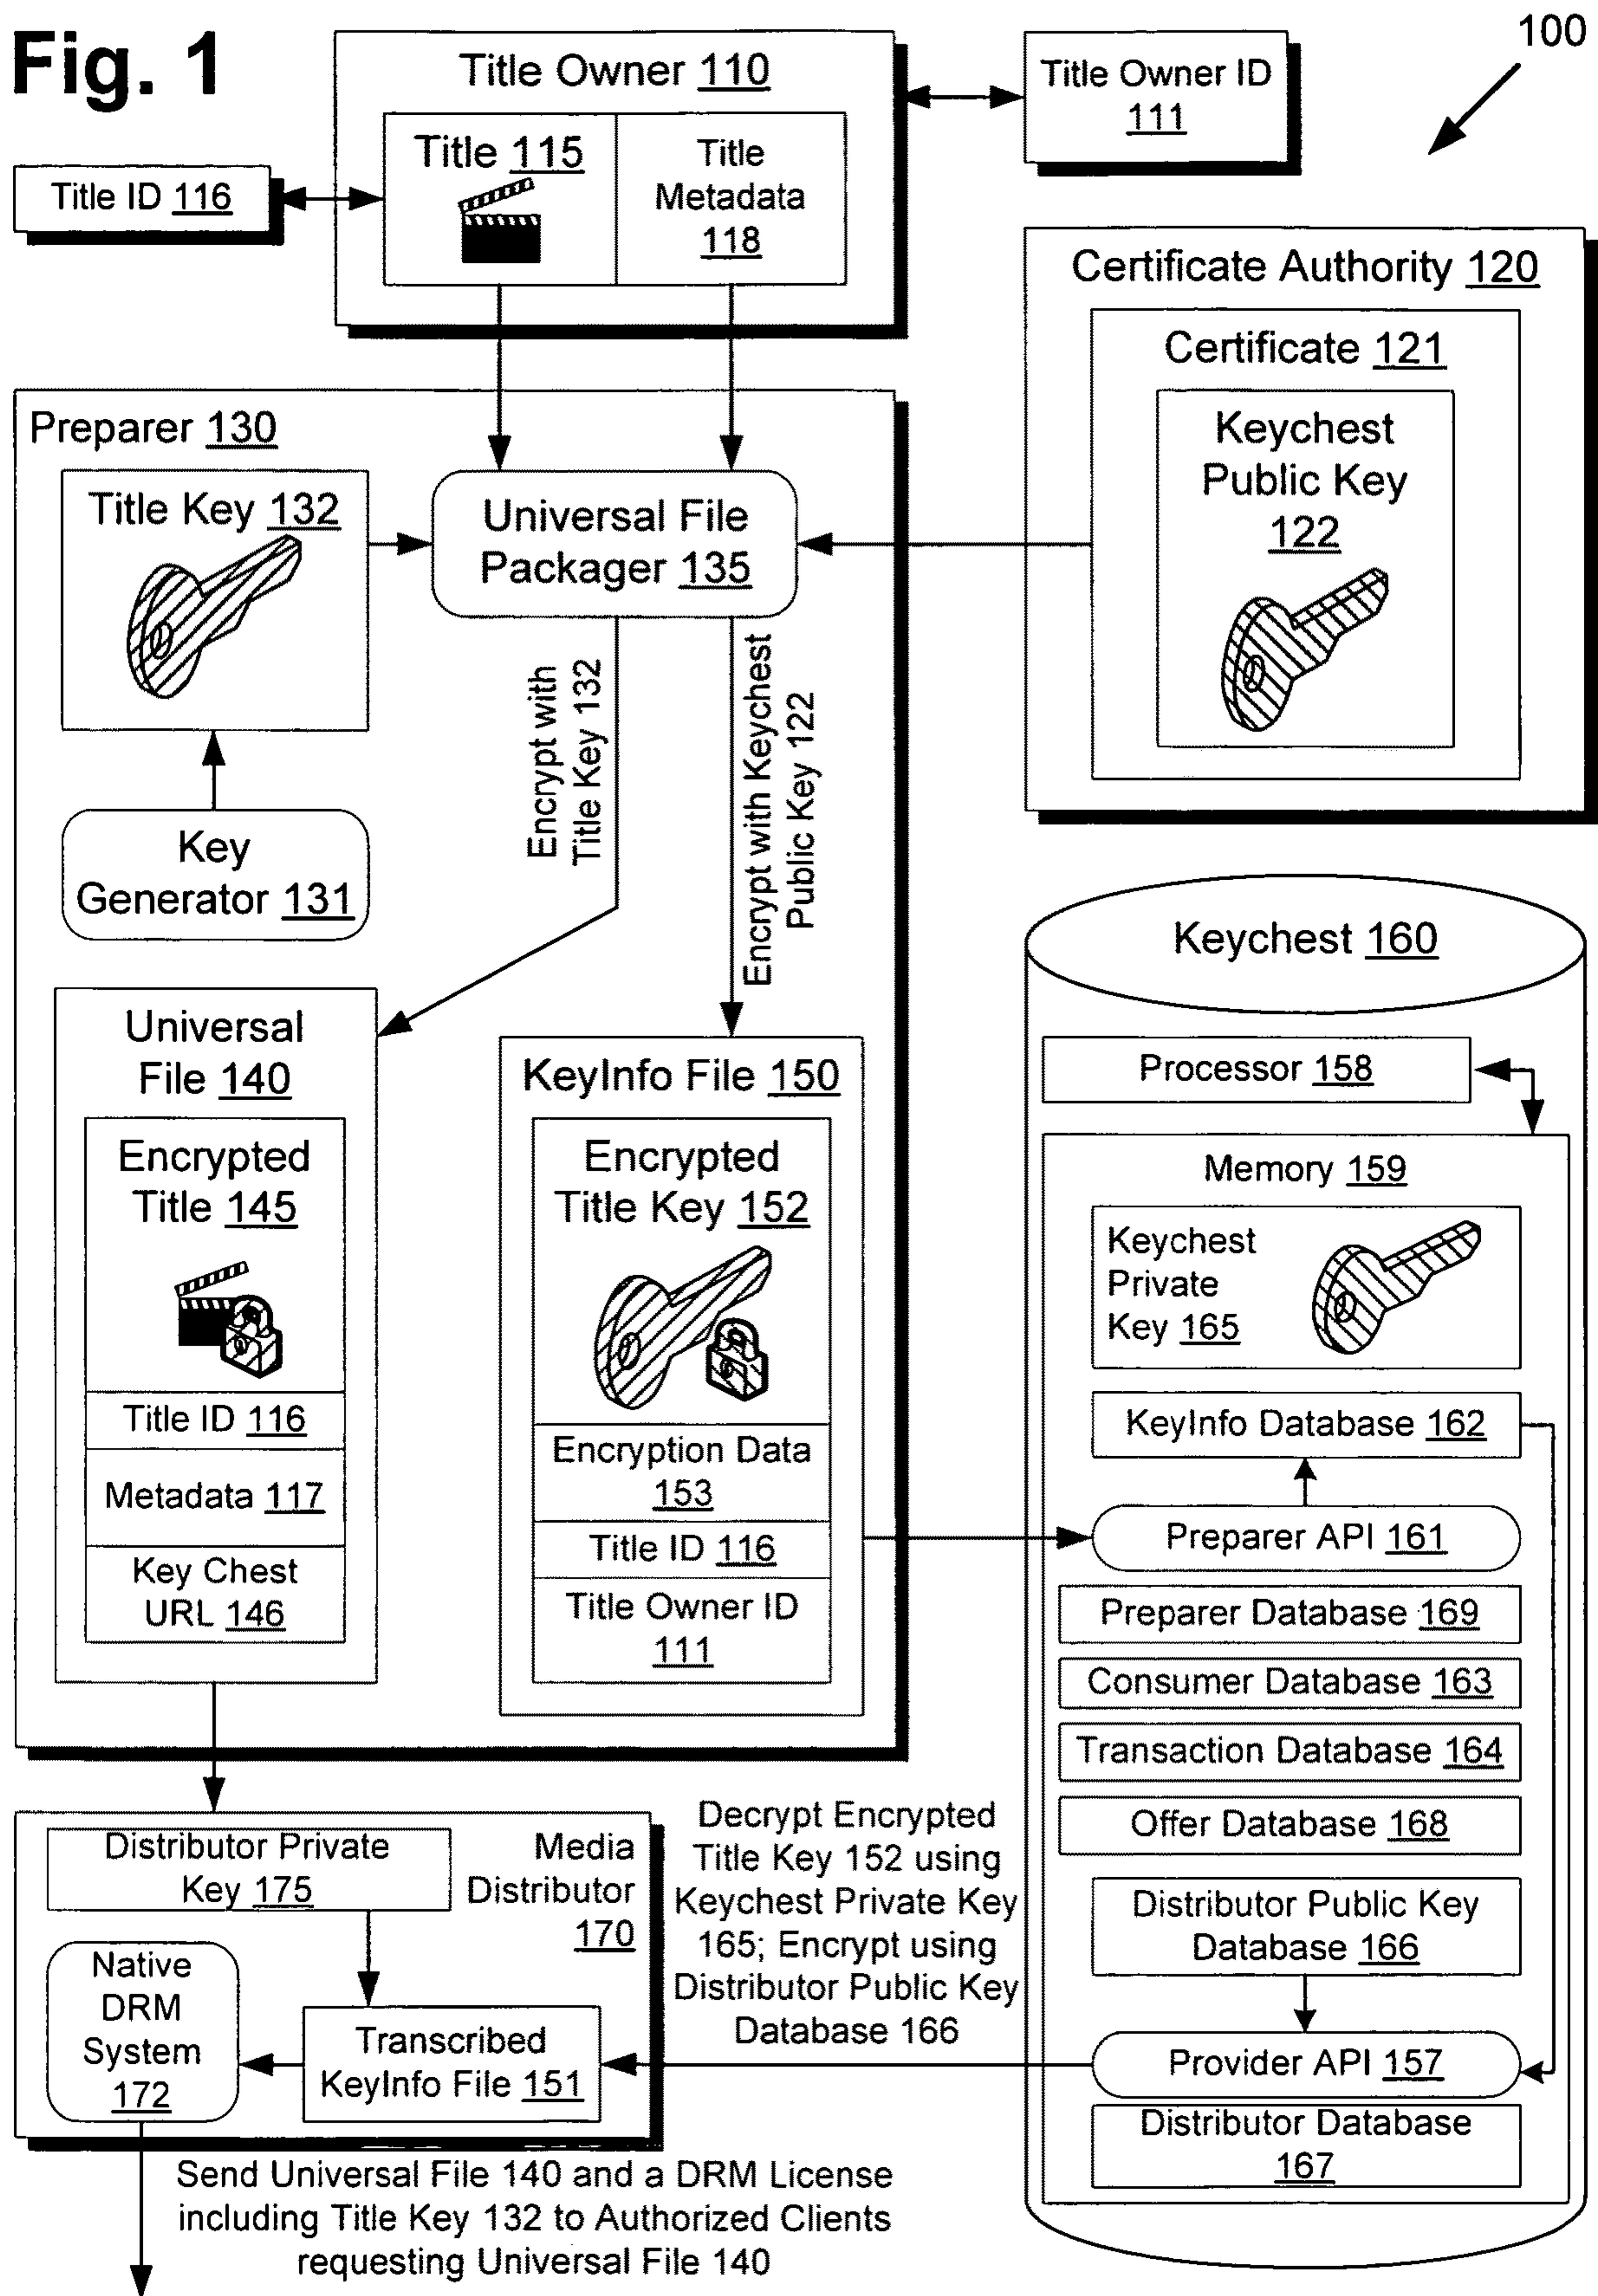 Fig. 1
100
Title Owner 110
Title Owner ID
111
Title 115
Title
Metadata
118
Title ID 116
Certificate Authority 120
Certificate 121
Keychest
Public Key
122
Preparer 130
Title Key 132
Universal File
Packager 135
Encrypt with
Title Key 132
Encrypt with Keychest
Public Key 122
Key
Generator 131
Universal
File 140
Encrypted
Title 145
Title ID 116
Metadata 117
Key Chest
URL 146
KeyInfo File 150
Encrypted
Title Key 152
Encryption Data
153
Title ID 116
Title Owner ID
111
Keychest 160
Processor 158
Memory 159
Keychest
Private
Key 165
KeyInfo Database 162
Preparer API 161
Preparer Database 169
Consumer Database 163
Transaction Database 164
Offer Database 168
Distributor Public Key
Database 166
Provider API 157
Distributor Database
167
Decrypt Encrypted
Title Key 152 using
Keychest Private Key
165; Encrypt using
Distributor Public Key
Database 166
Distributor Private
Key 175
Media
Distributor
170
Native
DRM
System
172
Transcribed
KeyInfo File 151
Send Universal File 140 and a DRM License
including Title Key 132 to Authorized Clients
requesting Universal File 140